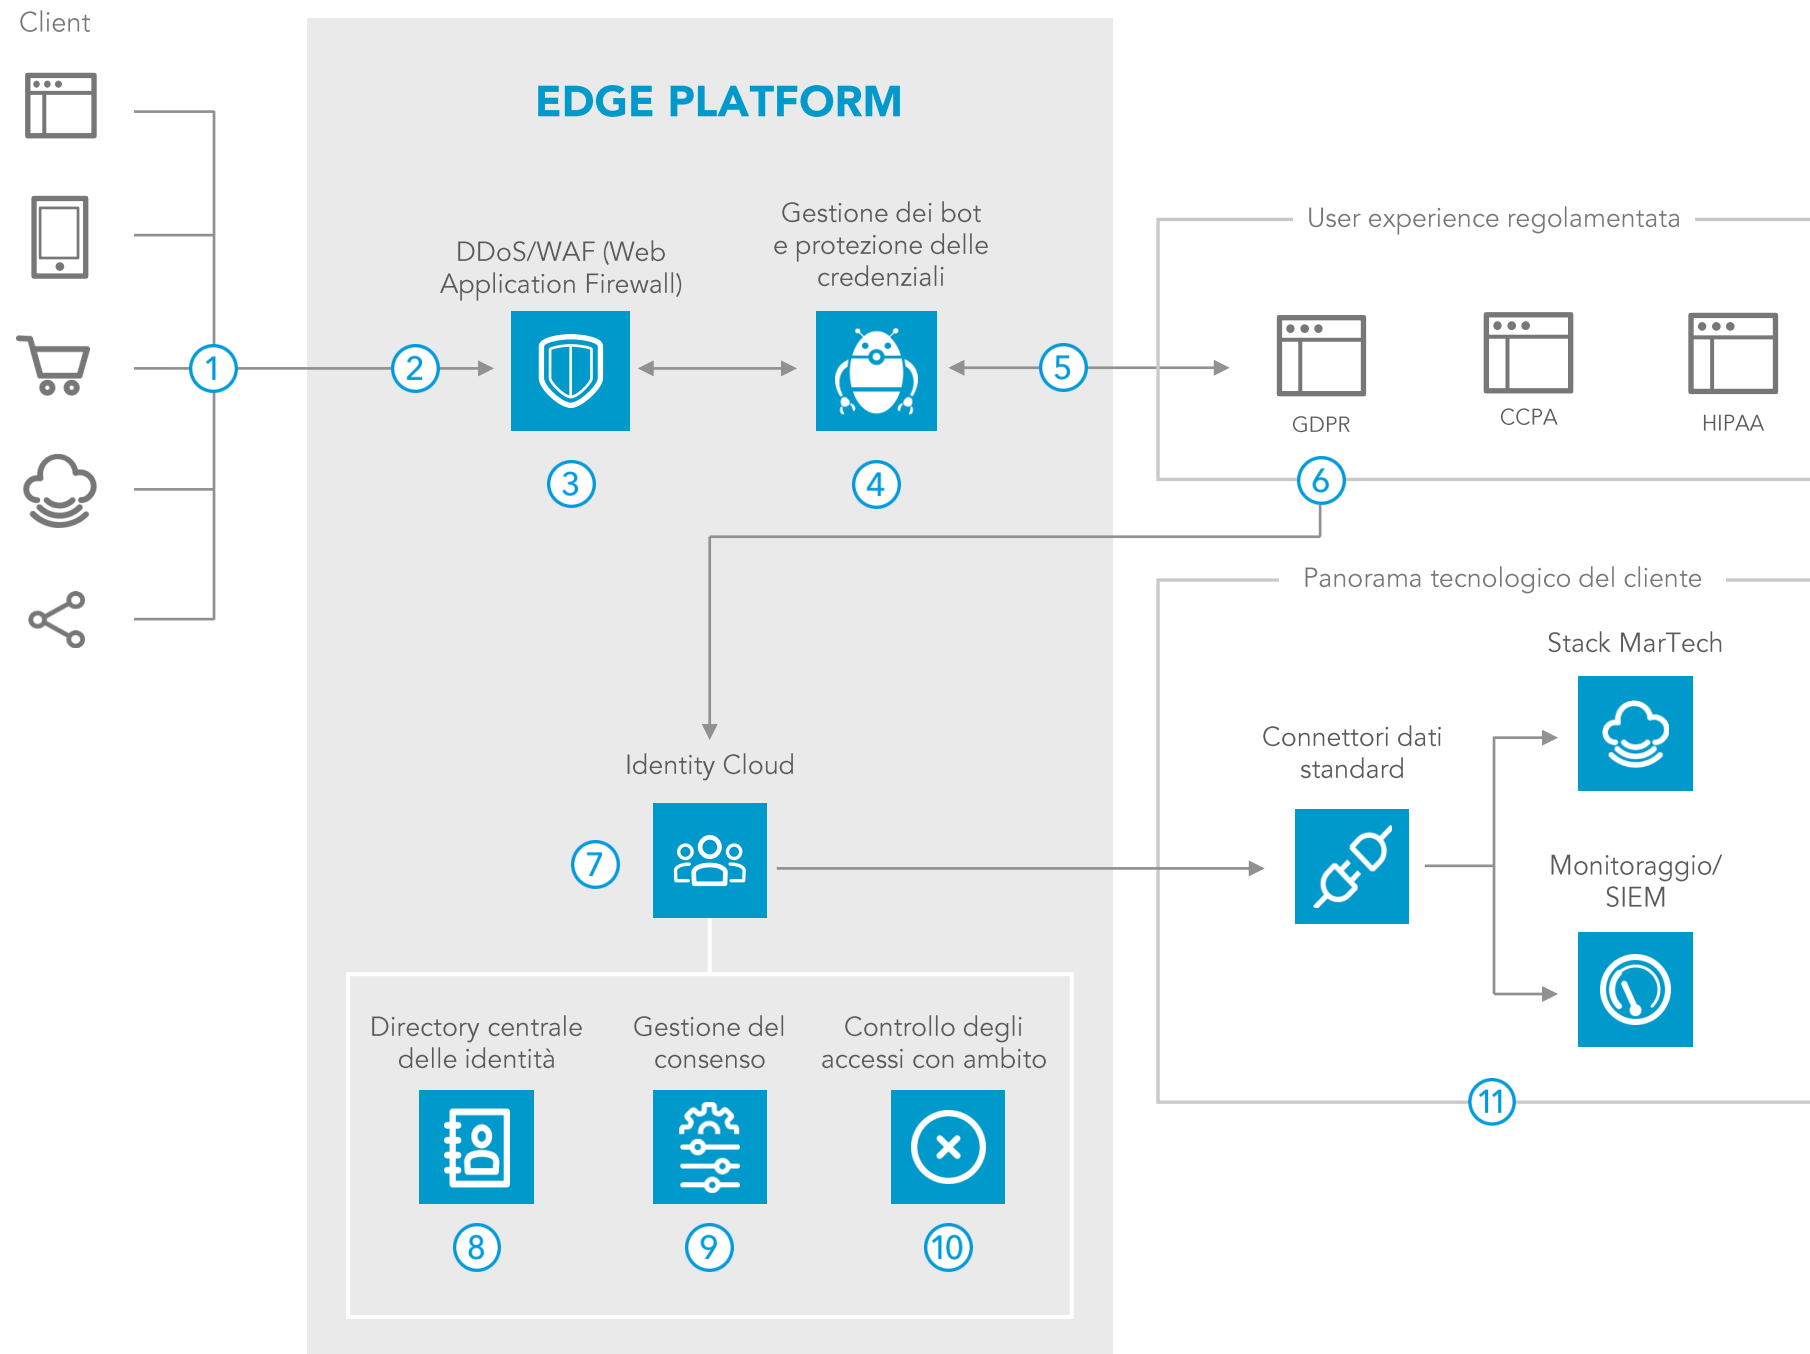 Client
EDGE PLATFORM
DDoS/WAF (Web
Application Firewall)
Gestione dei bot
e protezione delle
credenziali
User experience regolamentata
1
2
5
GDPR
CCPA
HIPAA
3
4
6
Panorama tecnologico del cliente
Stack MarTech
Connettori dati
standard
Monitoraggio/
SIEM
Identity Cloud
7
Directory centrale
delle identità
Gestione del
consenso
Controllo degli
accessi con ambito
8
9
10
11